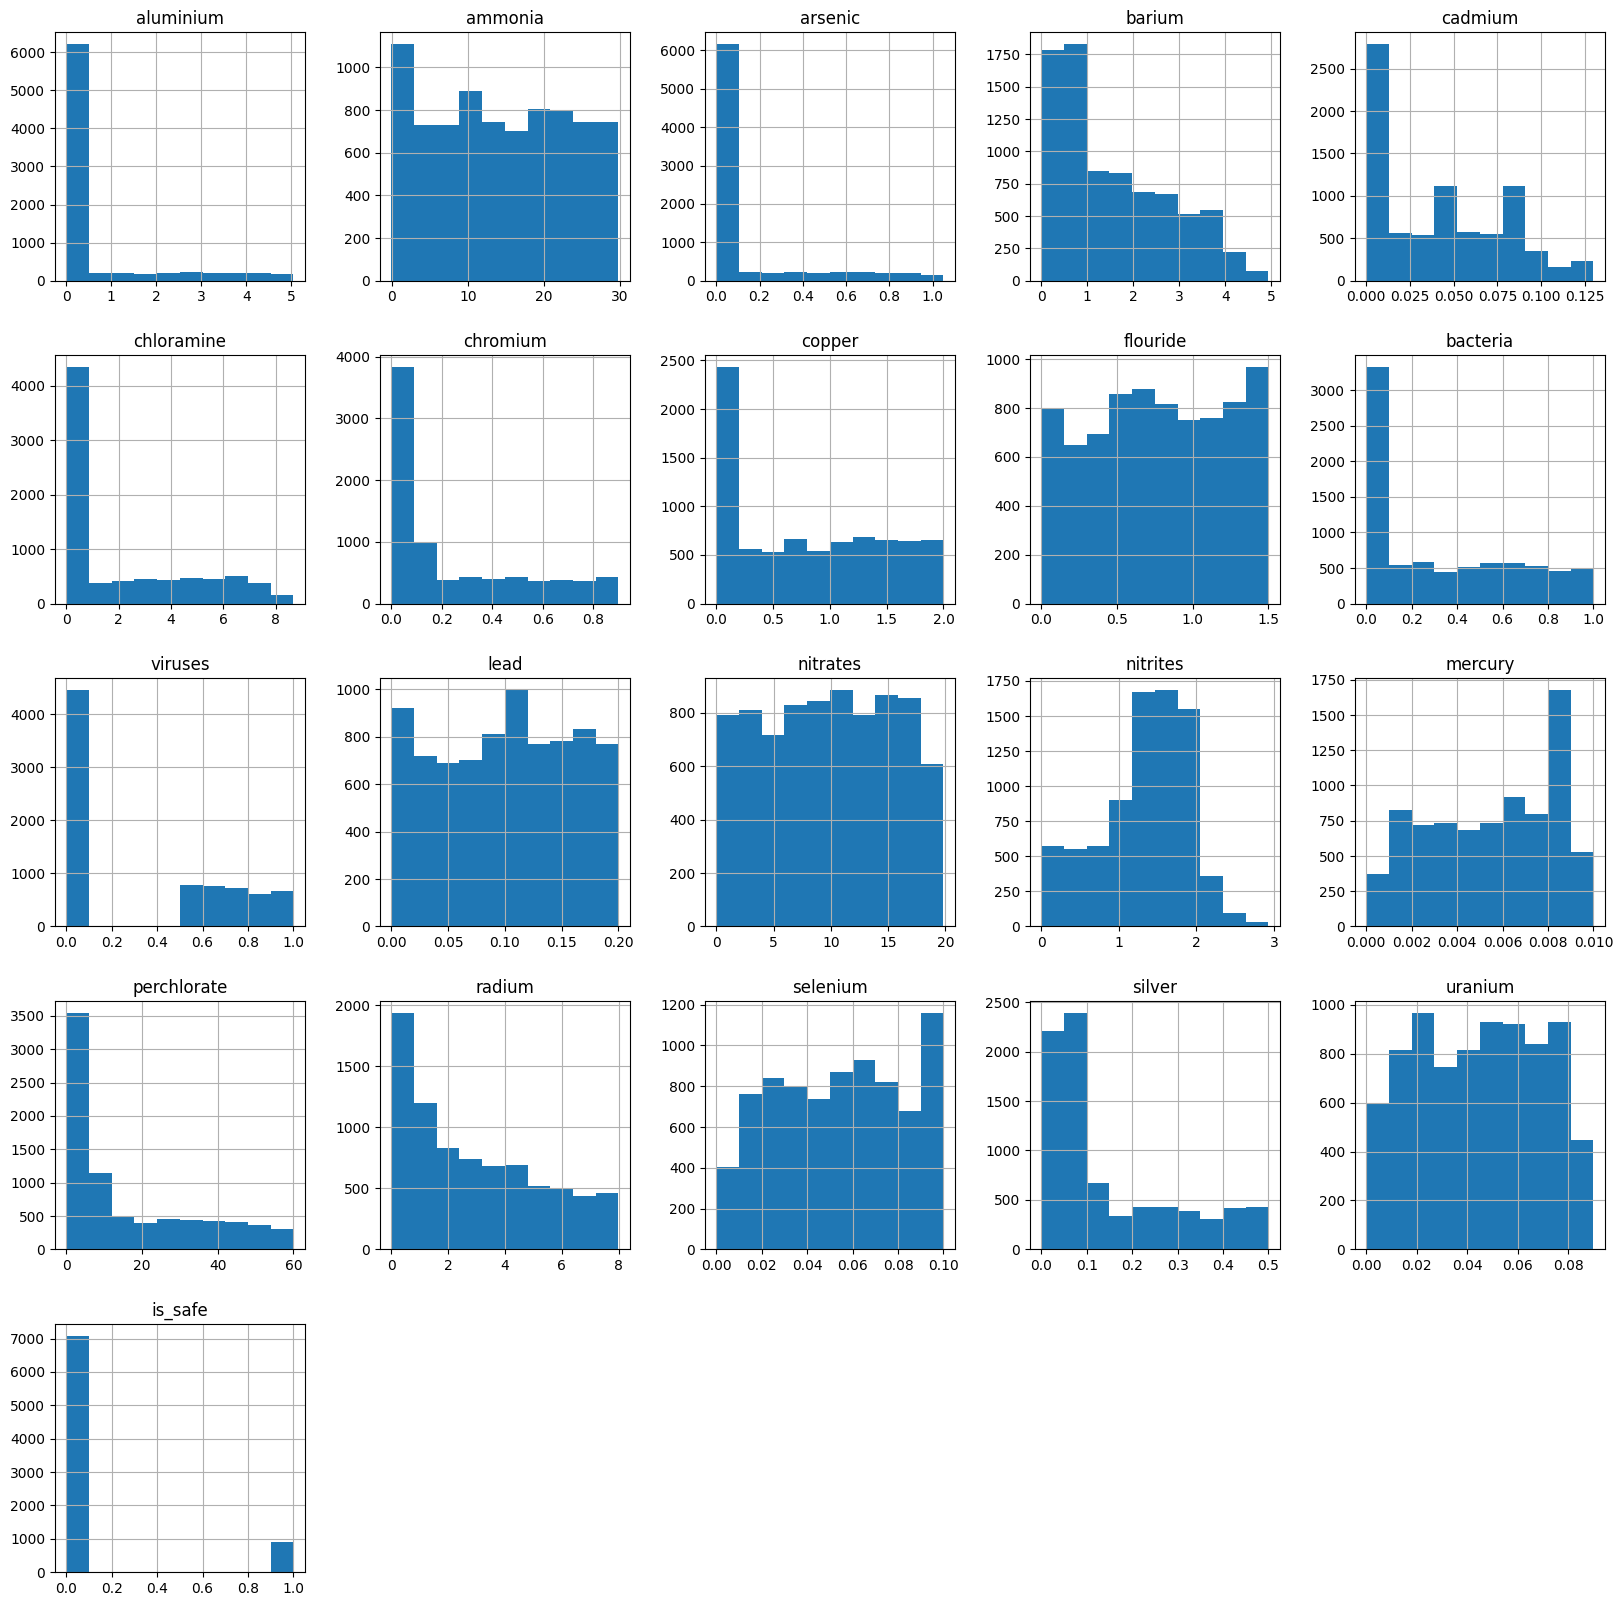 aluminium ammonia arsenic barium cadmium
6000 5000 4000 3000 2000 1000 0
0 1 2 3 4 5
1000 800 600 400 200 0
0 10 20 30
6000 5000 4000 3000 2000 1000 0
0.0 0.2 0.4 0.6 0.8 1.0
1750 1500 1250 1000 750 500 250 0
0 1 2 3 4 5
2500 2000 1500 1000 500 0
0.000 0.025 0.050 0.075 0.100 0.125
chloramine chromium copper flouride bacteria
4000 3000 2000 1000 0
0 2 4 6 8
4000 3000 2000 1000 0
0.0 0.2 0.4 0.6 0.8
2500 2000 1500 1000 500 0
0.0 0.5 1.0 1.5 2.0
1000 800 600 400 200 0
0.0 0.5 1.0 1.5
3000 2500 2000 1500 1000 500 0
0.0 0.2 0.4 0.6 0.8 1.0
viruses lead nitrates nitrites mercury
4000 3000 2000 1000 0
0.0 0.2 0.4 0.6 0.8 1.0
1000 800 600 400 200 0
0.00 0.05 0.10 0.15 0.20
800 600 400 200 0
0 5 10 15 20
1750 1500 1250 1000 750 500 250 0
0 1 2 3
1750 1500 1250 1000 750 500 250 0
0.000 0.002 0.004 0.006 0.008 0.010
perchlorate radium selenium silver uranium
3500 3000 2500 2000 1500 1000 500 0
0 20 40 60
2000 1500 1000 500 0
0 2 4 6 8
1200 1000 800 600 400 200 0
0.00 0.02 0.04 0.06 0.08 0.10
2500 2000 1500 1000 500 0
0.0 0.1 0.2 0.3 0.4 0.5
1000 800 600 400 200 0
0.00 0.02 0.04 0.06 0.08
is_safe
7000 6000 5000 4000 3000 2000 1000 0
0.0 0.2 0.4 0.6 0.8 1.0